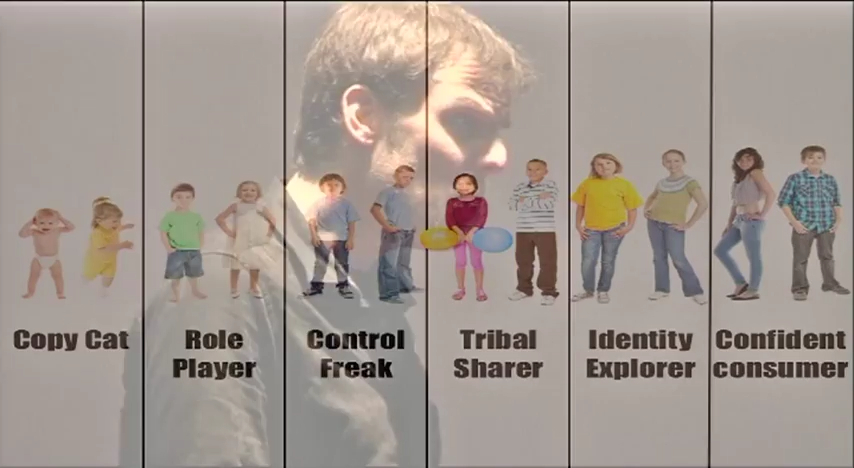 Copy Cat
Role
Player
Control
Freak
Tribal
Sharer
Identity
Explorer
Confident
consumer